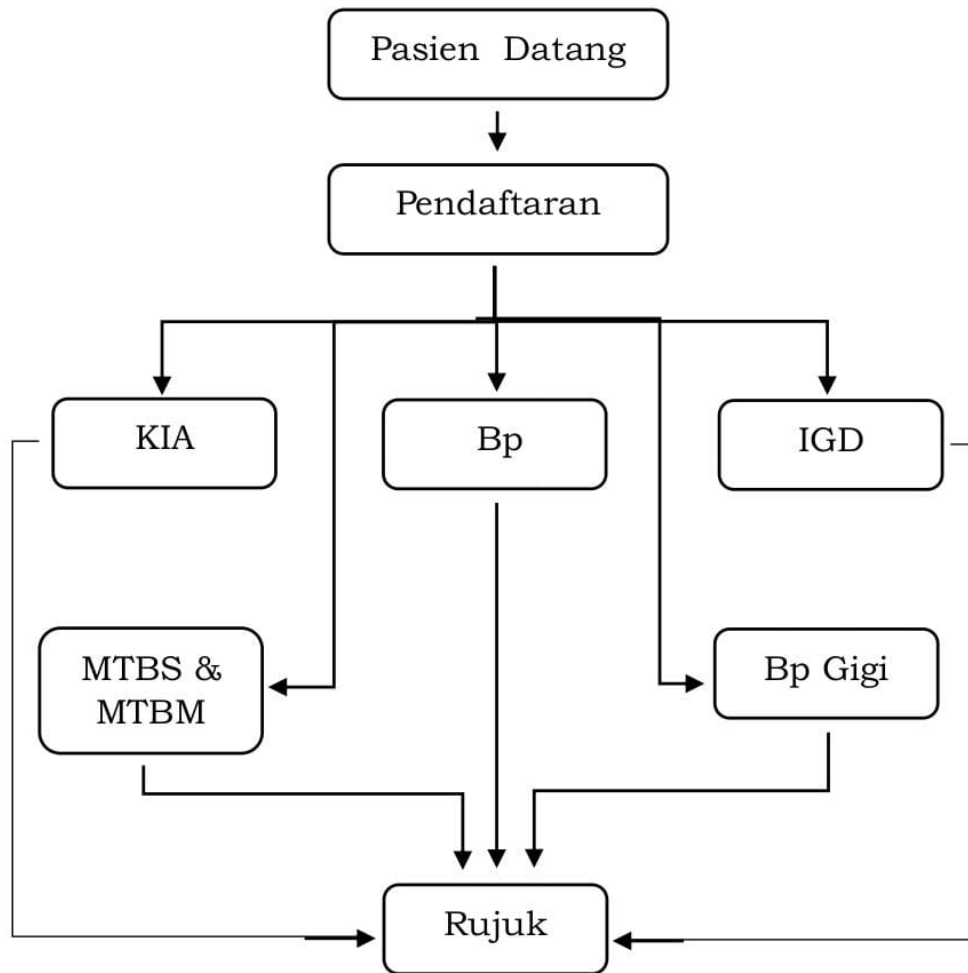 Pasien Datang
Pendaftaran
KIA
Bp
IGD
MTBS &
MTBM
Bp Gigi
Rujuk